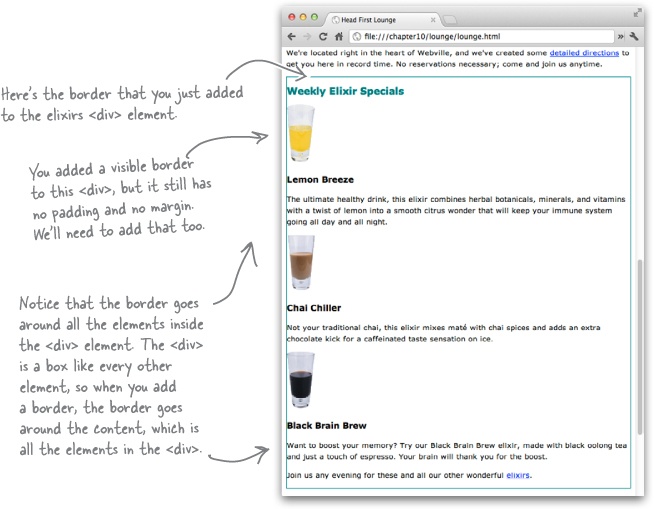 Head First Lounge
file:///chapter10/lounge/lounge.html
We're located right in the heart of Webville, and we've created some detailed directions to
get you here in record time. No reservations necessary; come and join us anytime.
Here's the border that you just added
to the elixirs <div> element.
You added a visible border
to this <div>, but it still has
no padding and no margin.
We'll need to add that too.
Notice that the border goes
around all the elements inside
the <div> element. The <div>
is a box like every other
element, so when you add
a border, the border goes
around the content, which is
all the elements in the <div>.
Weekly Elixir Specials
Lemon Breeze
The ultimate healthy drink, this elixir combines herbal botanicals, minerals, and vitamins
with a twist of lemon into a smooth citrus wonder that will keep your immune system
going all day and all night.
Chai Chiller
Not your traditional chai, this elixir mixes maté with chai spices and adds an extra
chocolate kick for a caffeinated taste sensation on ice.
Black Brain Brew
Want to boost your memory? Try our Black Brain Brew elixir, made with black oolong tea
and just a touch of espresso. Your brain will thank you for the boost.
Join us any evening for these and all our other wonderful elixirs.